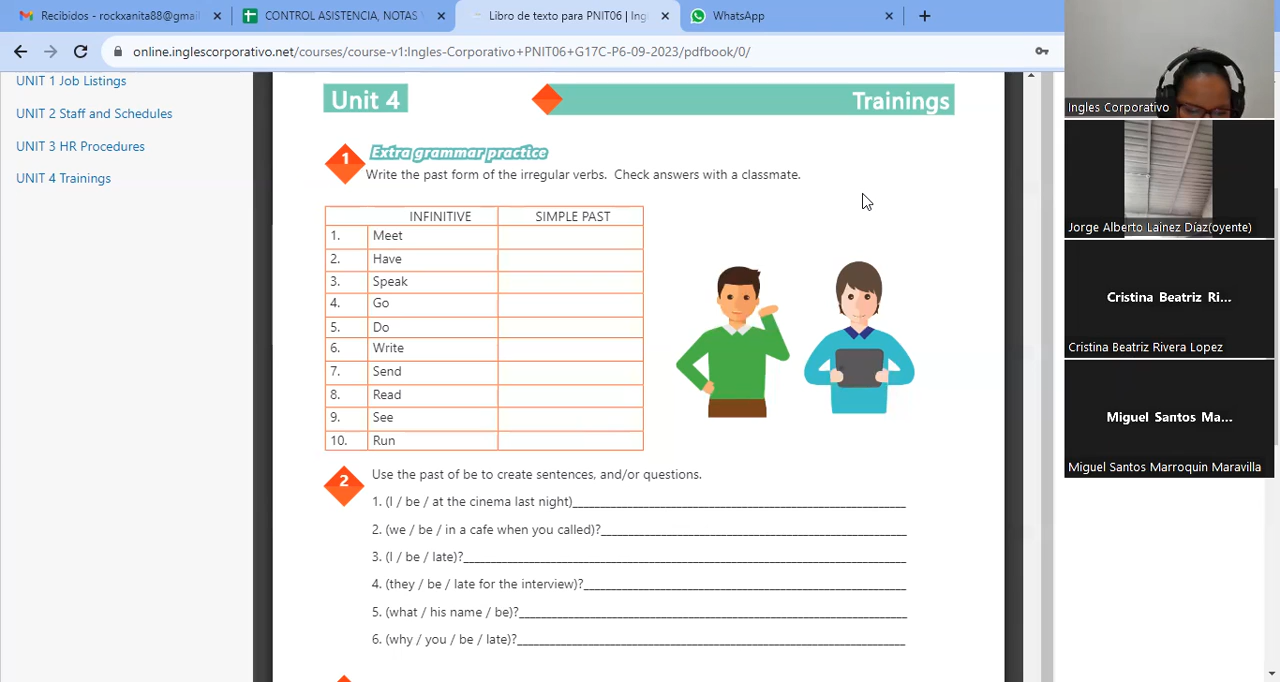 Recibidos - rockxanita88@gmail
CONTROL ASISTENCIA, NOTAS
Libro de texto para PNIT06 | Ing
WhatsApp
online.inglescorporativo.net/courses/course-v1:Ingles-Corporativo+PNIT06+G17C-P6-09-2023/pdfbook/0/
UNIT 1 Job Listings
UNIT 2 Staff and Schedules
UNIT 3 HR Procedures
UNIT 4 Trainings
Unit 4
Trainings
1
Extra grammar practice
Write the past form of the irregular verbs. Check answers with a classmate.
INFINITIVE SIMPLE PAST
1. Meet
2. Have
3. Speak
4. Go
5. Do
6. Write
7. Send
8. Read
9. See
10. Run
2
Use the past of be to create sentences, and/or questions.
1. (I / be / at the cinema last night)
2. (we / be / in a cafe when you called)?
3. (I / be / late)?
4. (they / be / late for the interview)?
5. (what / his name / be)?
6. (why / you / be / late)?
Ingles Corporativo
Jorge Alberto Lainez Díaz(oyente)
Cristina Beatriz Ri...
Cristina Beatriz Rivera Lopez
Miguel Santos Ma...
Miguel Santos Marroquin Maravilla